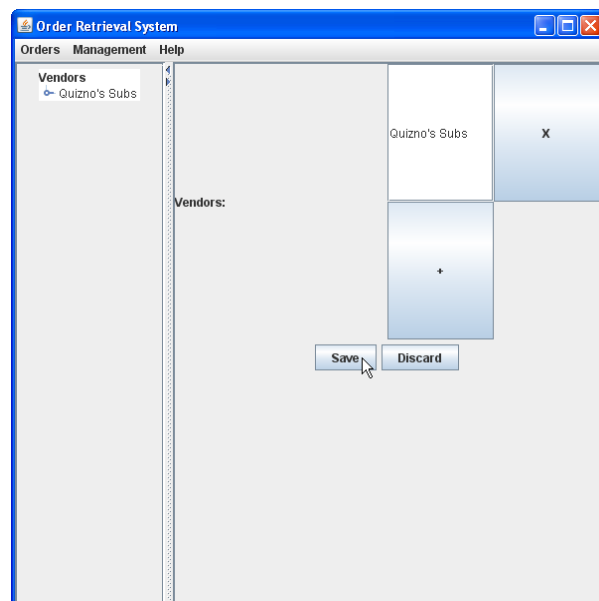 Order Retrieval System
Orders Management Help
Vendors
Quizno's Subs
Quizno's Subs
X
Vendors:
+
Save Discard